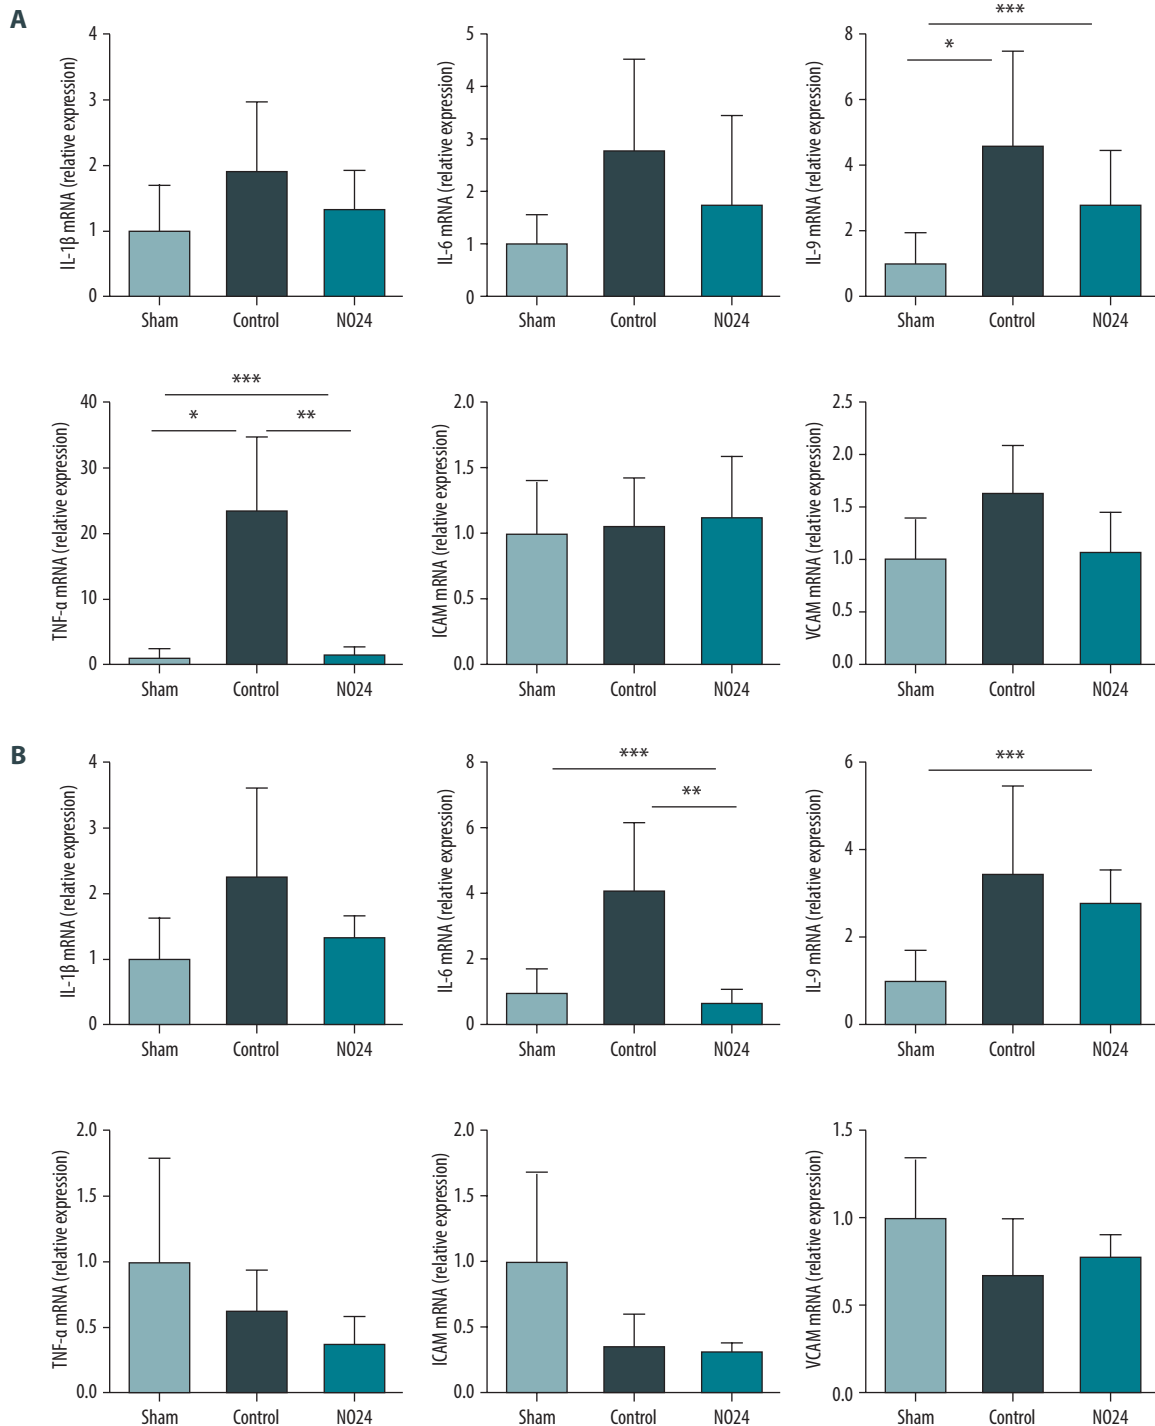 A
IL-1β mRNA (relative expression)
4
3
2
1
0
Sham Control NO24
IL-6 mRNA (relative expression)
5
4
3
2
1
0
Sham Control NO24
IL-9 mRNA (relative expression)
8
6
4
2
0
***
*
Sham Control NO24
TNF-α mRNA (relative expression)
40
30
20
10
0
***
* **
Sham Control NO24
ICAM mRNA (relative expression)
2.0
1.5
1.0
0.5
0.0
Sham Control NO24
VCAM mRNA (relative expression)
2.5
2.0
1.5
1.0
0.5
0.0
Sham Control NO24
B
IL-1β mRNA (relative expression)
4
3
2
1
0
Sham Control NO24
IL-6 mRNA (relative expression)
8
6
4
2
0
***
**
Sham Control NO24
IL-9 mRNA (relative expression)
6
4
2
0
***
Sham Control NO24
TNF-α mRNA (relative expression)
2.0
1.5
1.0
0.5
0.0
Sham Control NO24
ICAM mRNA (relative expression)
2.0
1.5
1.0
0.5
0.0
Sham Control NO24
VCAM mRNA (relative expression)
1.5
1.0
0.5
0.0
Sham Control NO24